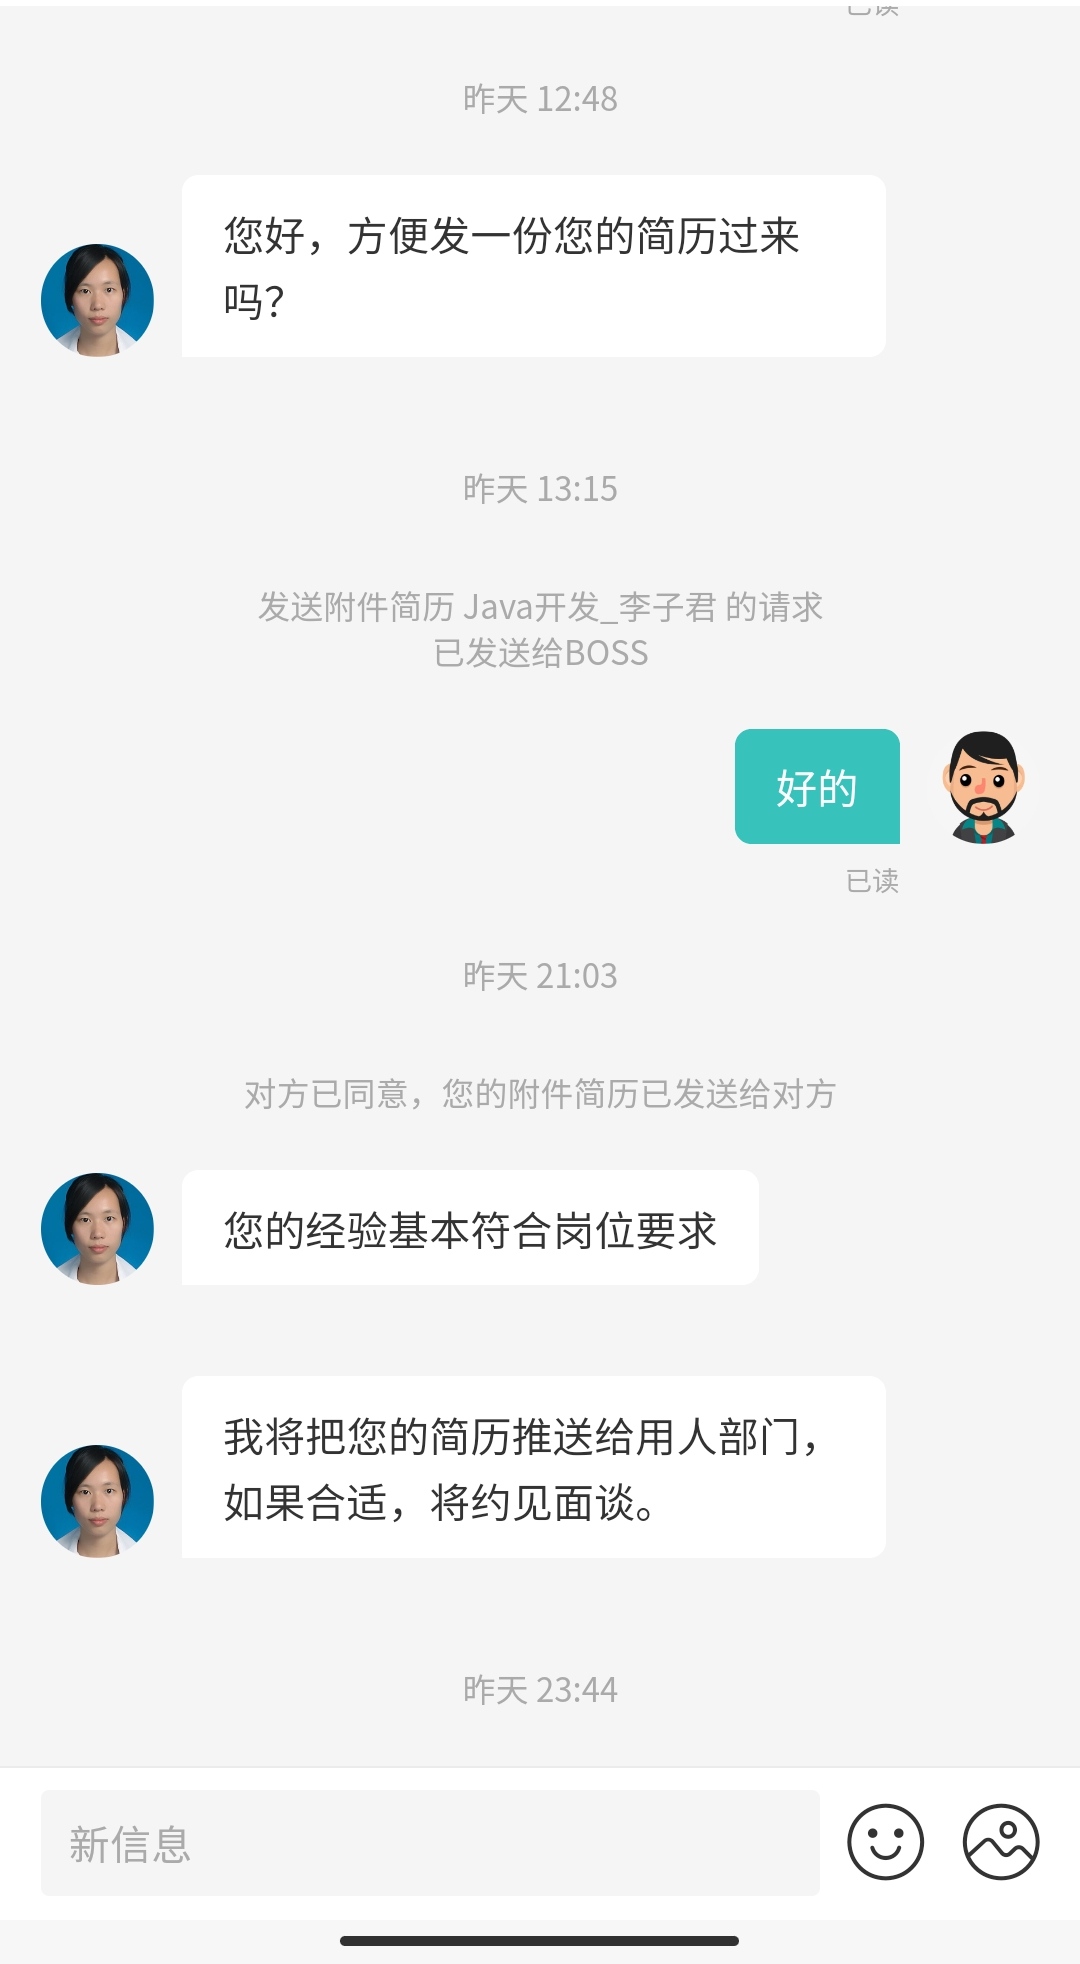 已读
昨天 12:48
您好，方便发一份您的简历过来
吗？
昨天 13:15
发送附件简历 Java开发_李子君 的请求
已发送给BOSS
好的
已读
昨天 21:03
对方已同意，您的附件简历已发送给对方
您的经验基本符合岗位要求
我将把您的简历推送给用人部门，
如果合适，将约见面谈。
昨天 23:44
新信息